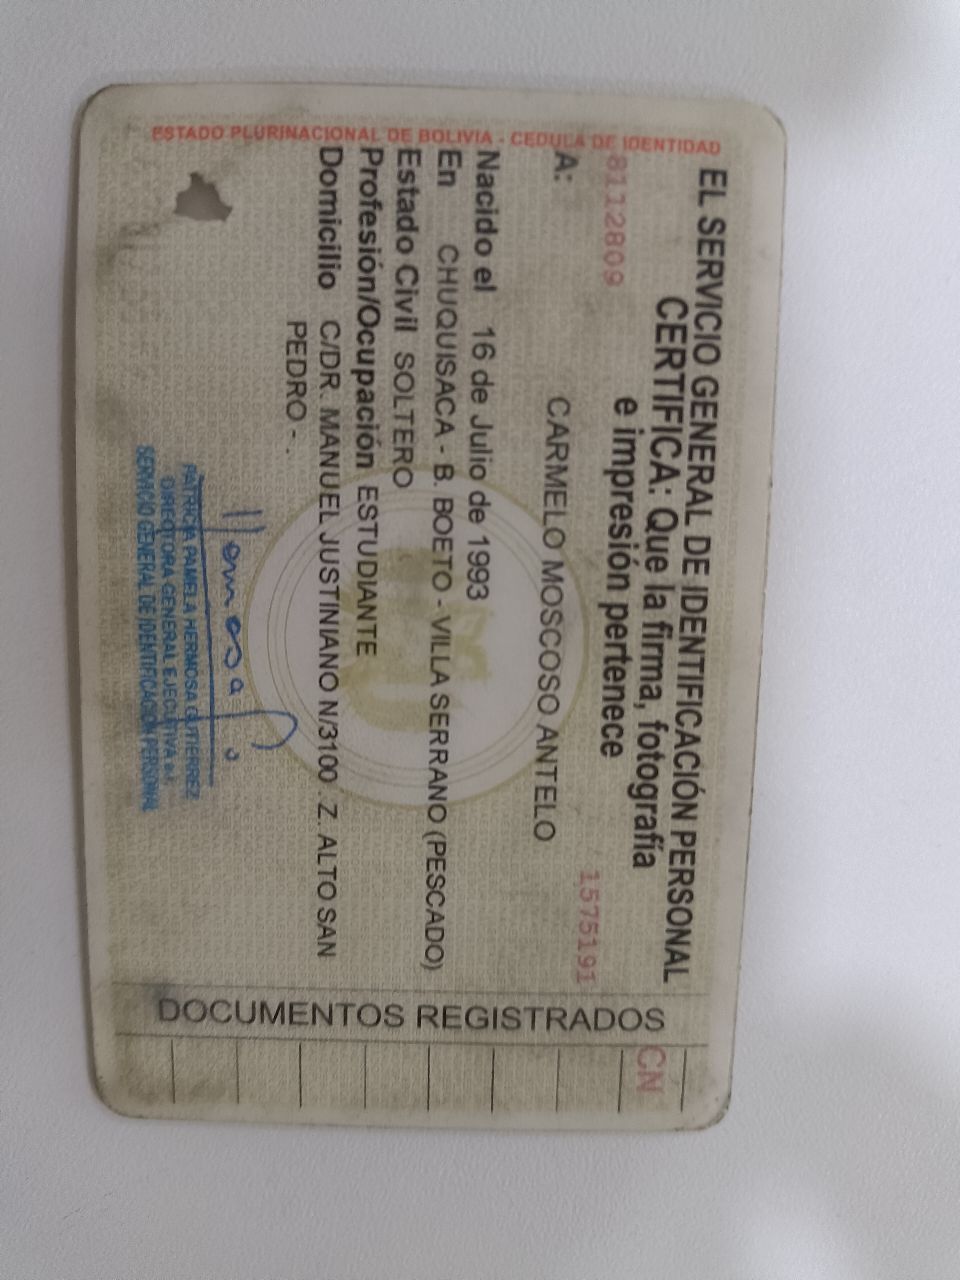 ESTADO PLURINACIONAL DE BOLIVIA - CEDULA DE IDENTIDAD
EL SERVICIO GENERAL DE IDENTIFICACIÓN PERSONAL
CERTIFICA: Que la firma, fotografía
e impresión pertenece
8112809
1575191
A: CARMELO MOSCOSO ANTELO
Nacido el 16 de Julio de 1993
En CHUQUISACA - B. BOETO - VILLA SERRANO (PESCADO)
Estado Civil SOLTERO
Profesión/Ocupación ESTUDIANTE
Domicilio C/DR. MANUEL JUSTINIANO N/3100 . Z. ALTO SAN
PEDRO -.
PATRICIA PAMELA HERMOSA GUTIERREZ
DIRECTORA GENERAL EJECUTIVA a.i.
SERVICIO GENERAL DE IDENTIFICACIÓN PERSONAL
DOCUMENTOS REGISTRADOS
CN